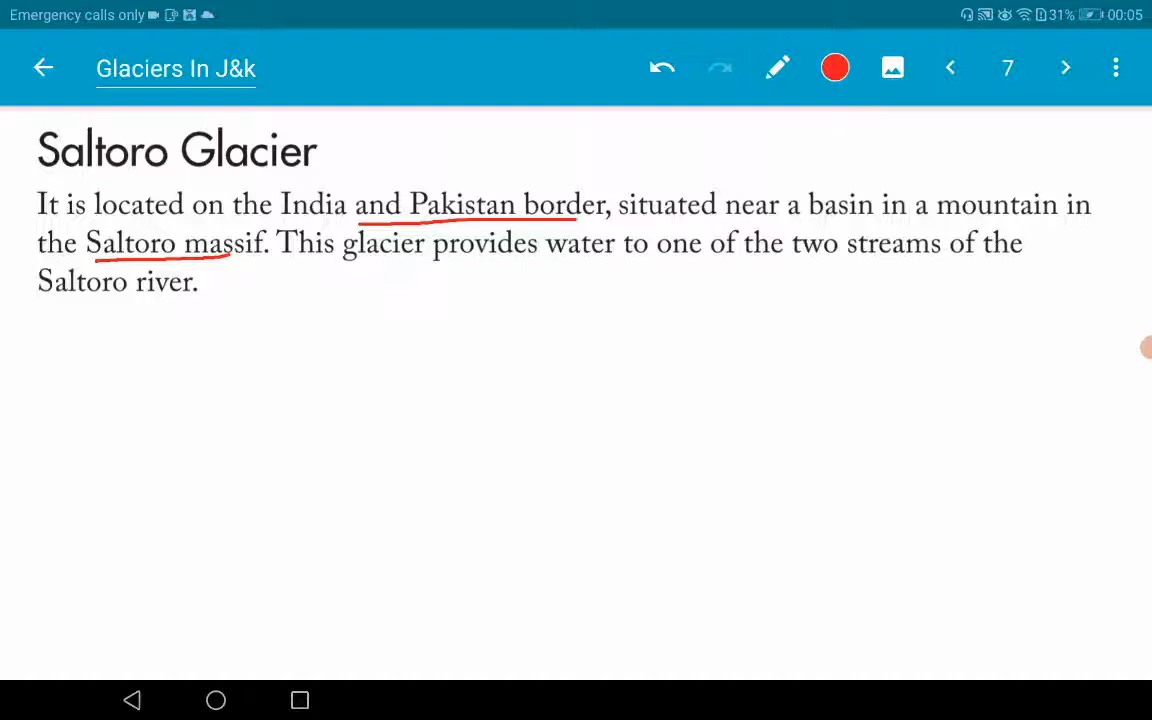 Emergency calls only
31% 00:05
Glaciers In J&k
7
Saltoro Glacier
It is located on the India and Pakistan border, situated near a basin in a mountain in
the Saltoro massif. This glacier provides water to one of the two streams of the
Saltoro river.